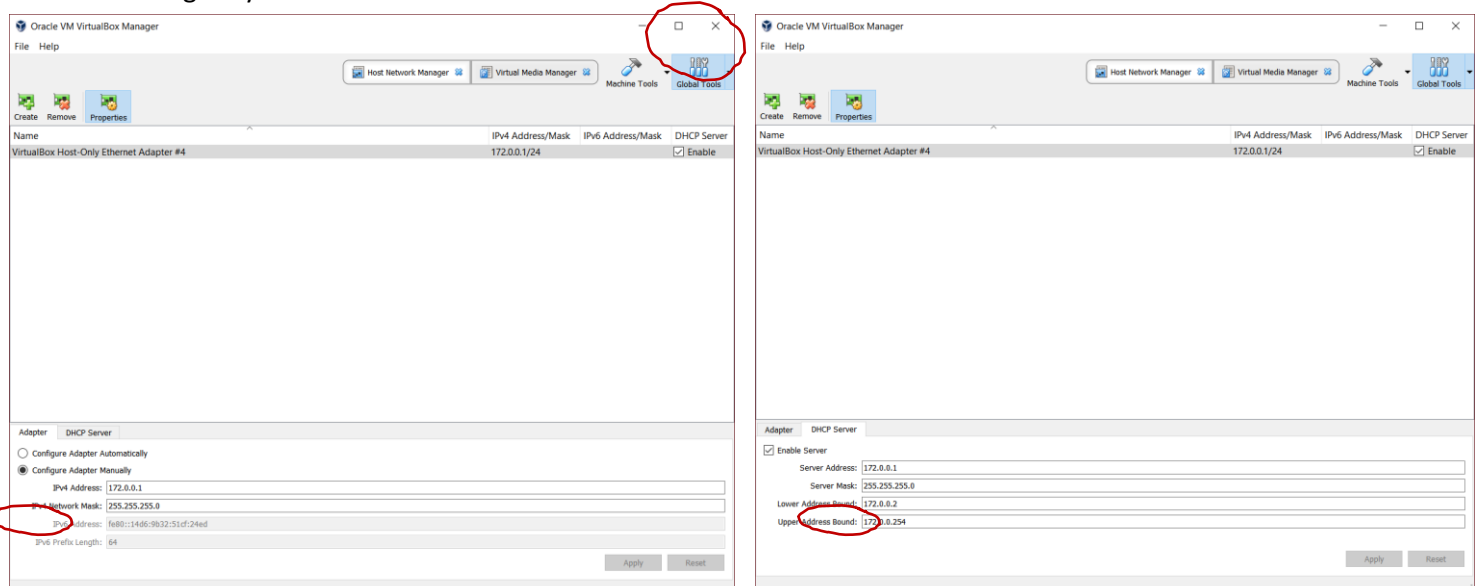 Oracle VM VirtualBox Manager
File Help
Host Network Manager Virtual Media Manager Machine Tools Global Tools
Create Remove Properties
Name IPv4 Address/Mask IPv6 Address/Mask DHCP Server
VirtualBox Host-Only Ethernet Adapter #4 172.0.0.1/24 Enable
Adapter DHCP Server
Configure Adapter Automatically
Configure Adapter Manually
IPv4 Address: 172.0.0.1
IPv4 Network Mask: 255.255.255.0
IPv6 Address: fe80::14d6:9b32:51cf:24ed
IPv6 Prefix Length: 64
Apply Reset
Oracle VM VirtualBox Manager
File Help
Host Network Manager Virtual Media Manager Machine Tools Global Tools
Create Remove Properties
Name IPv4 Address/Mask IPv6 Address/Mask DHCP Server
VirtualBox Host-Only Ethernet Adapter #4 172.0.0.1/24 Enable
Adapter DHCP Server
Enable Server
Server Address: 172.0.0.1
Server Mask: 255.255.255.0
Lower Address Bound: 172.0.0.2
Upper Address Bound: 172.0.0.254
Apply Reset